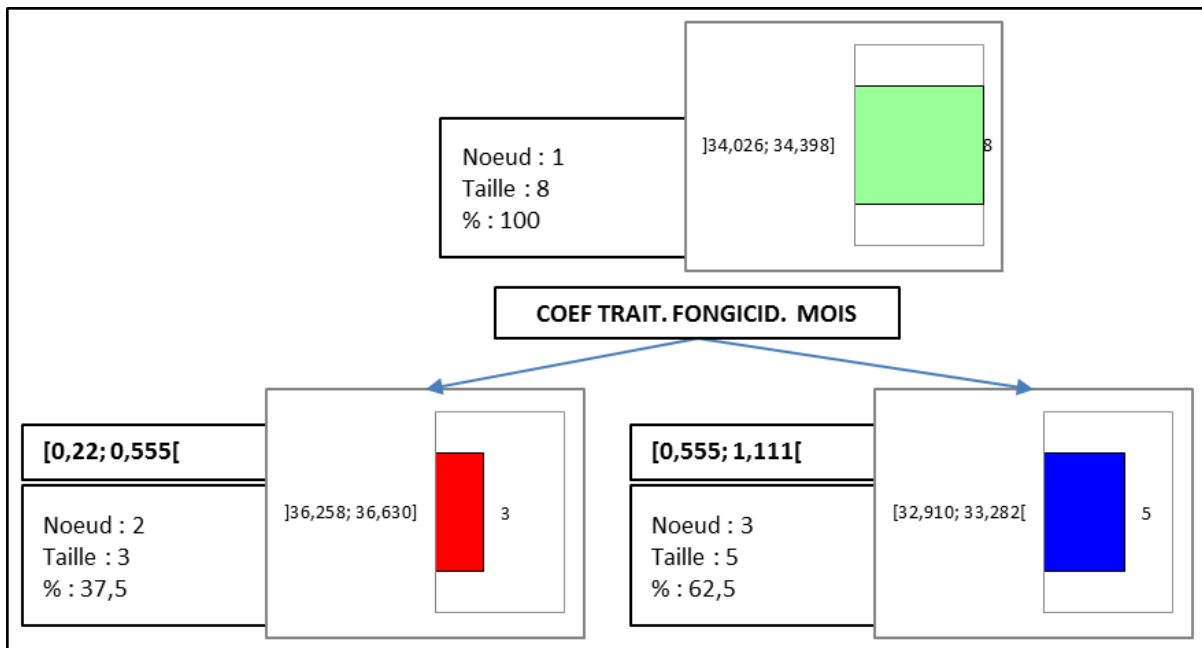 ]34,026; 34,398]
8
Noeud : 1
Taille : 8
% : 100
COEF TRAIT. FONGICID. MOIS
[0,22; 0,555[
Noeud : 2
Taille : 3
% : 37,5
]36,258; 36,630]
3
[0,555; 1,111[
Noeud : 3
Taille : 5
% : 62,5
[32,910; 33,282[
5